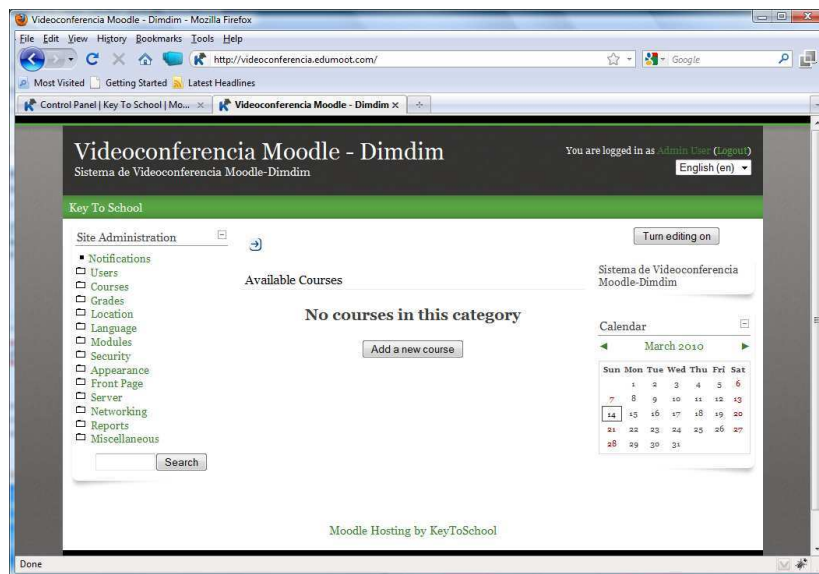 Videoconferencia Moodle - Dimdim - Mozilla Firefox
File Edit View History Bookmarks Tools Help
http://videoconferencia.edumoot.com/
Google
Most Visited Getting Started Latest Headlines
Control Panel | Key To School | Mo...
Videoconferencia Moodle - Dimdim
Videoconferencia Moodle - Dimdim
Sistema de Videoconferencia Moodle-Dimdim
You are logged in as Admin User (Logout)
English (en)
Key To School
Site Administration
Notifications
Users
Courses
Grades
Location
Language
Modules
Security
Appearance
Front Page
Server
Networking
Reports
Miscellaneous
Search
Available Courses
No courses in this category
Add a new course
Turn editing on
Sistema de Videoconferencia
Moodle-Dimdim
Calendar
March 2010
Sun Mon Tue Wed Thu Fri Sat
1 2 3 4 5 6
7 8 9 10 11 12 13
14 15 16 17 18 19 20
21 22 23 24 25 26 27
28 29 30 31
Moodle Hosting by KeyToSchool
Done